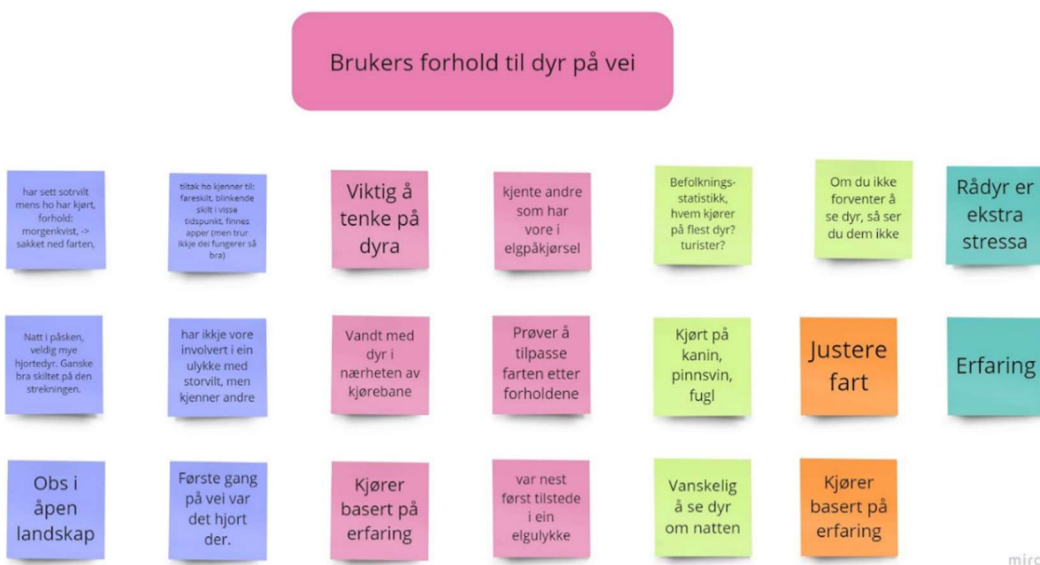 Brukers forhold til dyr på vei
har sett sotrvilt
mens ho har kjørt,
forhold:
morgenkvist, ->
sakket ned farten,
tiltak ho kjenner til:
fareskilt, blinkende
skilt i visse
tidspunkt, finnes
apper (men trur
ikkje dei fungerer så
bra)
Viktig å
tenke på
dyra
kjente andre
som har
vore i
elgpåkjørsel
Befolknings-
statistikk,
hvem kjører
på flest dyr?
turister?
Om du ikke
forventer å
se dyr, så ser
du dem ikke
Rådyr er
ekstra
stressa
Natt i påsken,
veldig mye
hjortedyr. Ganske
bra skiltet på den
strekningen.
har ikkje vore
involvert i ein
ulykke med
storvilt, men
kjenner andre
Vandt med
dyr i
nærheten av
kjørebane
Prøver å
tilpasse
farten etter
forholdene
Kjørt på
kanin,
pinnsvin,
fugl
Justere
fart
Erfaring
Obs i
åpen
landskap
Første gang
på vei var
det hjort
der.
Kjører
basert på
erfaring
var nest
først tilstede
i ein
elgulykke
Vanskelig
å se dyr
om natten
Kjører
basert på
erfaring
miro